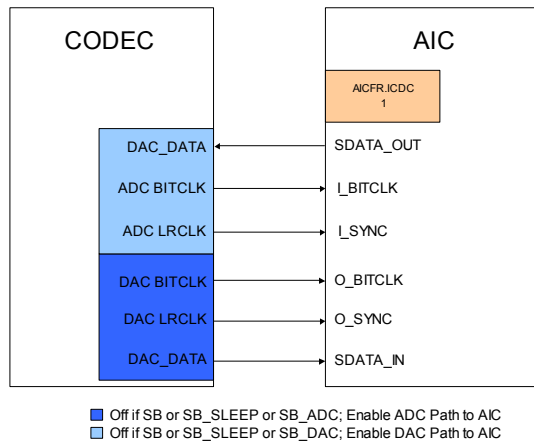 CODEC
AIC
AICFR.ICDC
1
DAC_DATA
SDATA_OUT
ADC BITCLK
I_BITCLK
ADC LRCLK
I_SYNC
DAC BITCLK
O_BITCLK
DAC LRCLK
O_SYNC
DAC_DATA
SDATA_IN
Off if SB or SB_SLEEP or SB_ADC; Enable ADC Path to AIC
Off if SB or SB_SLEEP or SB_DAC; Enable DAC Path to AIC